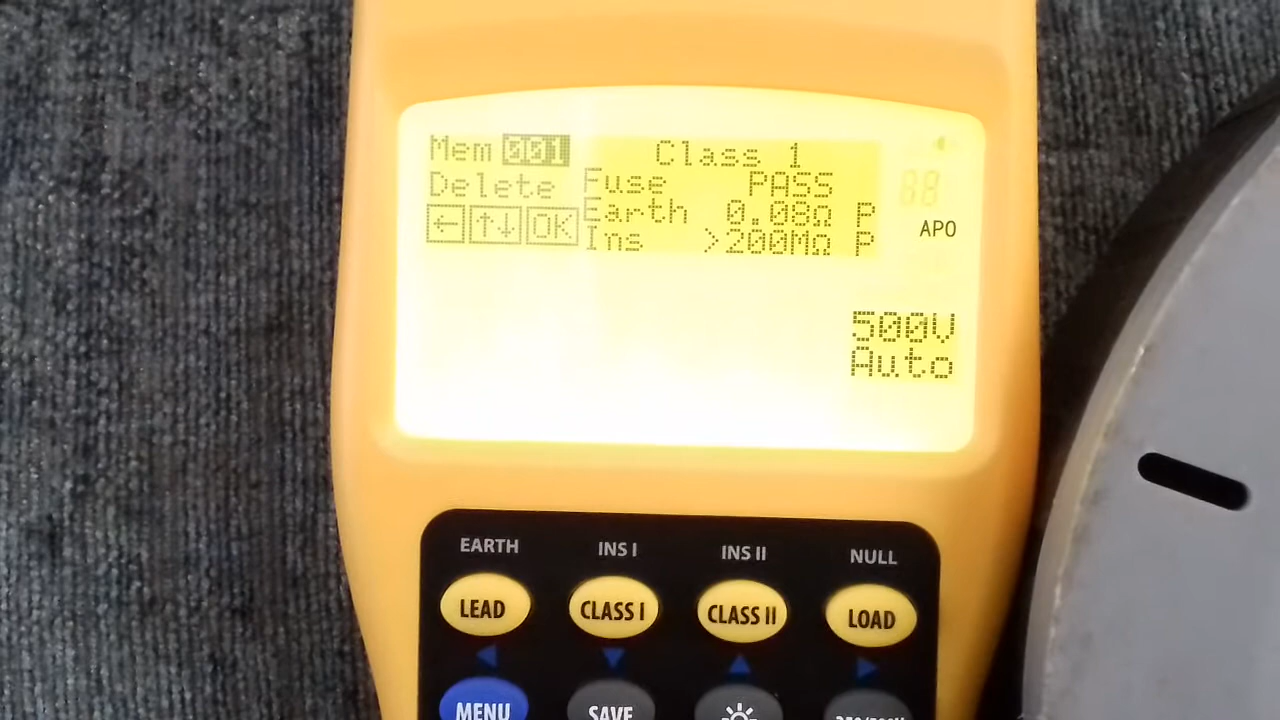 Mem 001 Class 1
Delete Fuse PASS
Earth 0.08Ω P
← ↑↓ OK Ins >200MΩ P
APO
500V
Auto
EARTH INS I INS II NULL
LEAD CLASS I CLASS II LOAD
MENU SAVE